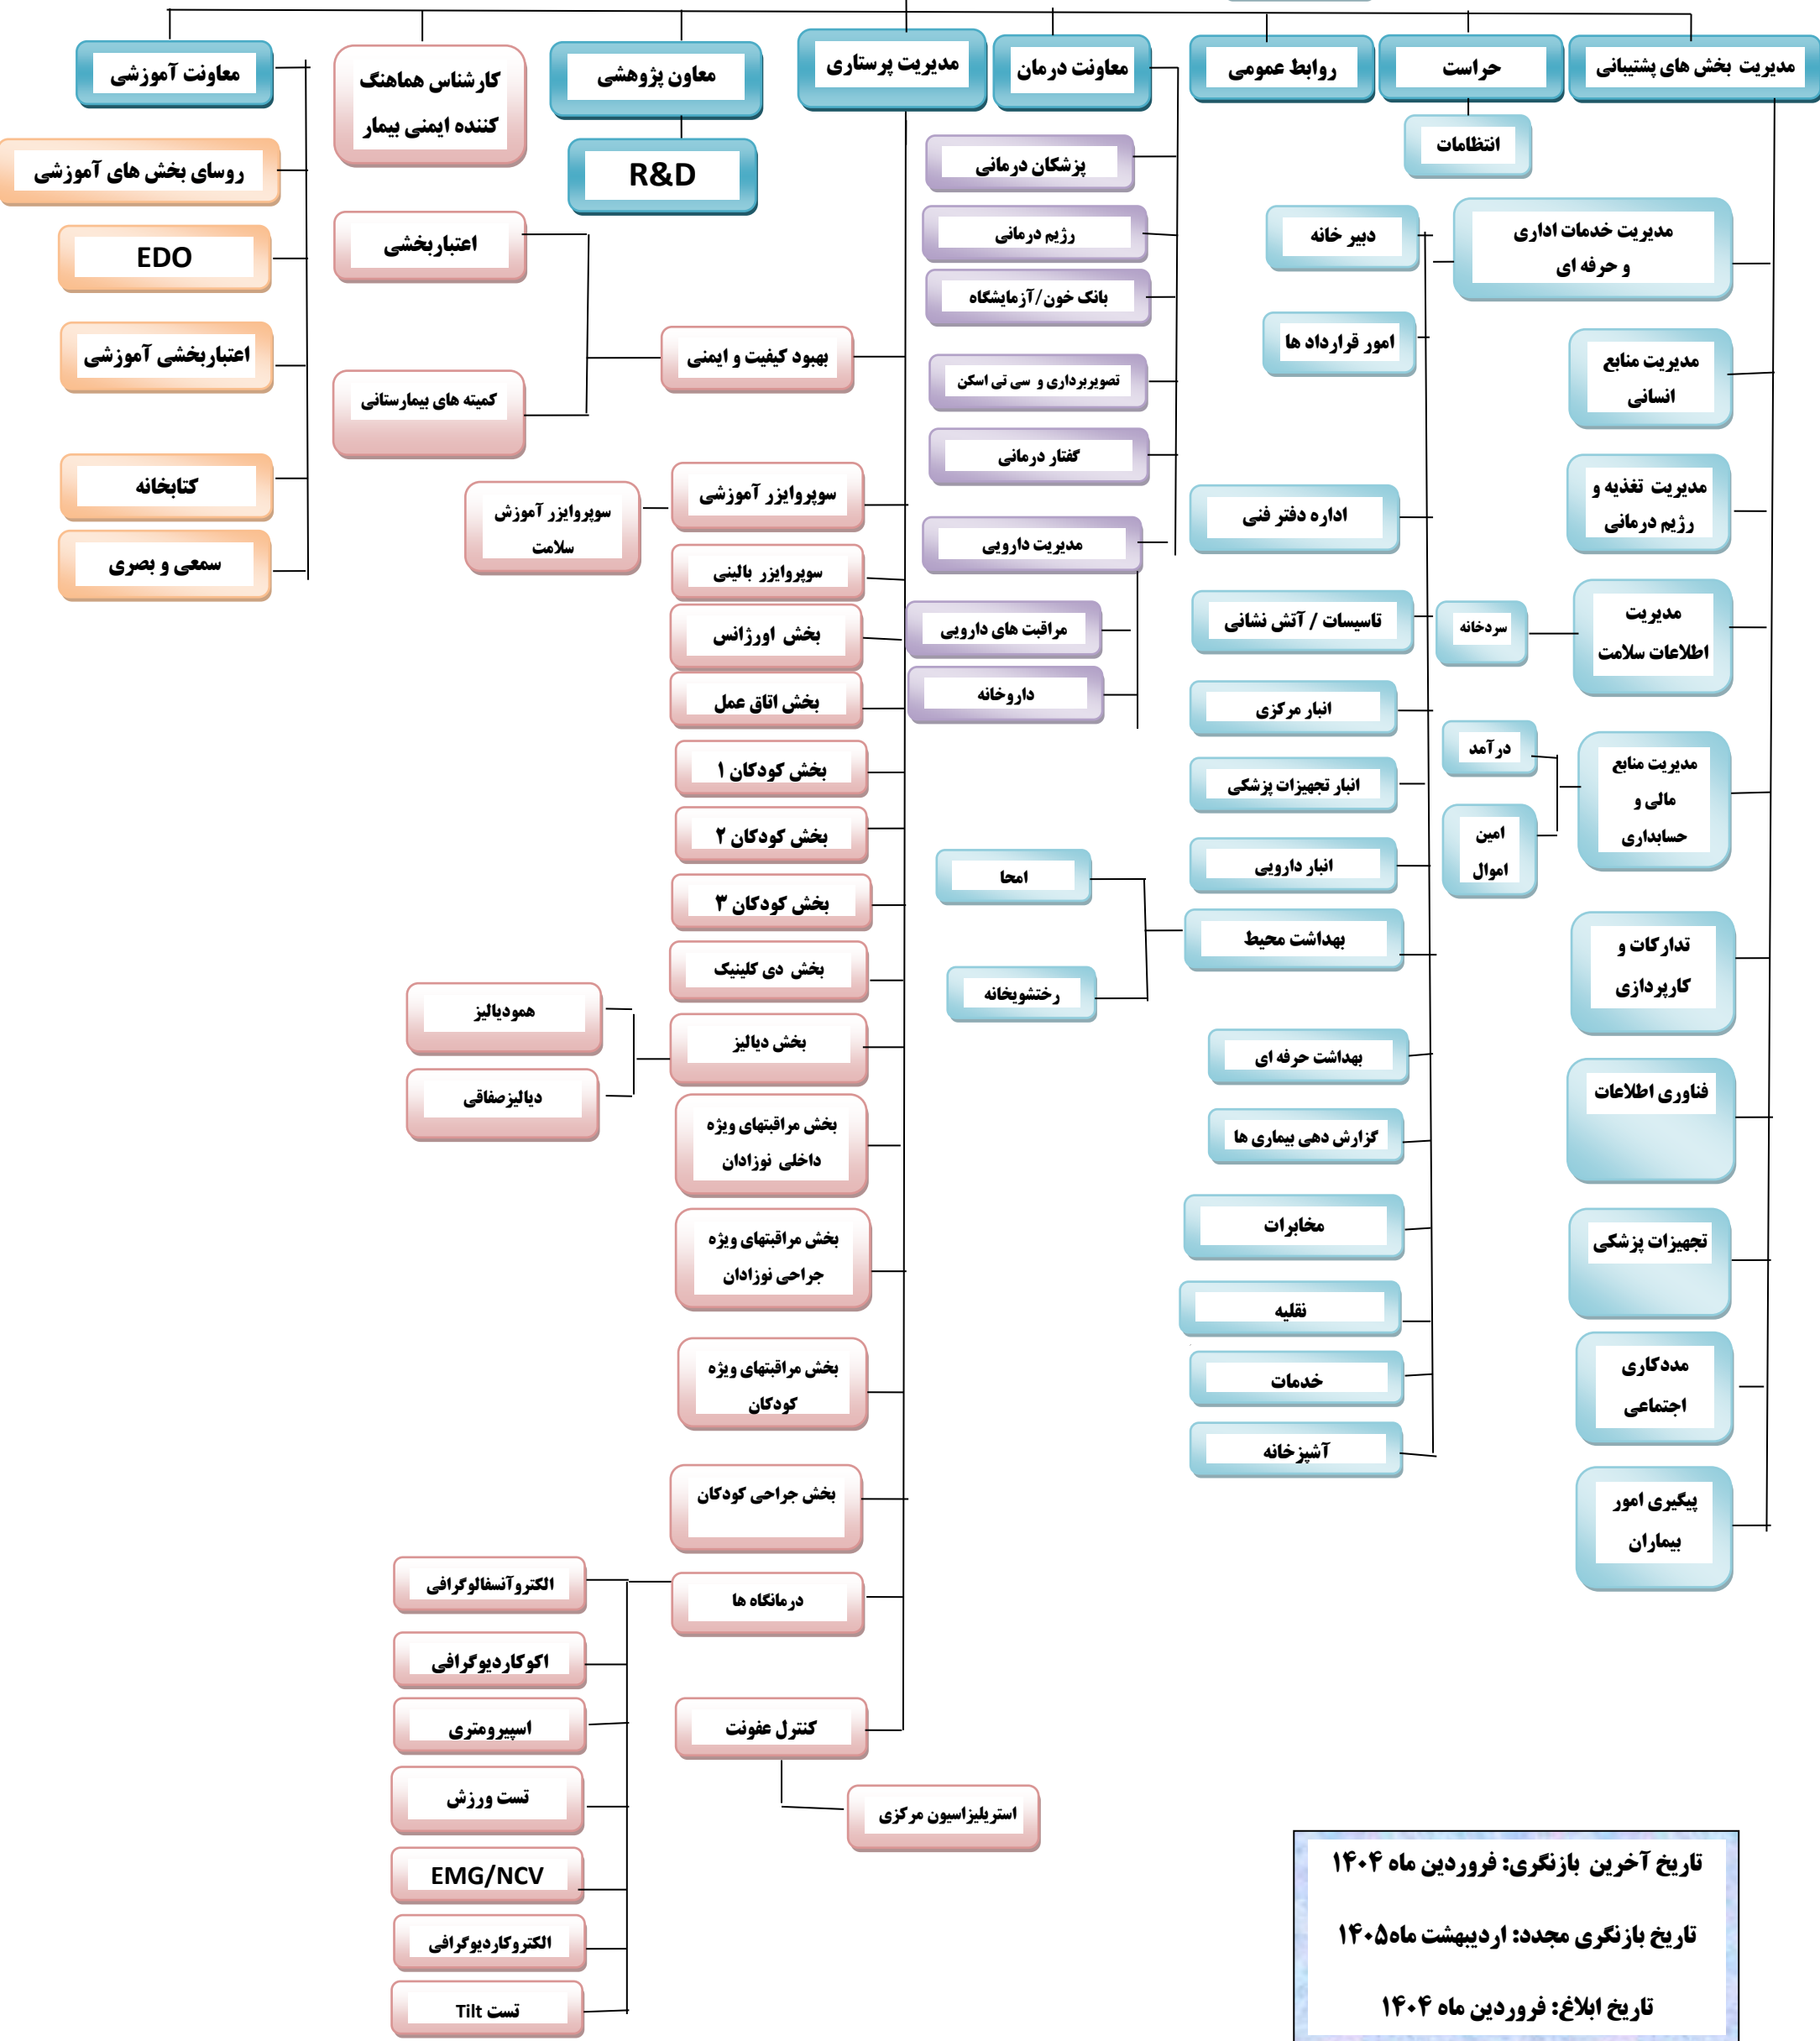 مدیریت بخش های پشتیبانی
حراست
روابط عمومی
معاونت درمان
مدیریت پرستاری
معاون پژوهشی
کارشناس هماهنگ
کننده ایمنی بیمار
معاونت آموزشی
انتظامات
مدیریت خدمات اداری
و حرفه ای
مدیریت منابع
انسانی
مدیریت تغذیه و
رژیم درمانی
مدیریت
اطلاعات سلامت
سردخانه
مدیریت منابع
مالی و
حسابداری
درآمد
امین
اموال
تدارکات و
کارپردازی
فناوری اطلاعات
تجهیزات پزشکی
مددکاری
اجتماعی
پیگیری امور
بیماران
دبیر خانه
امور قرارداد ها
اداره دفتر فنی
تاسیسات / آتش نشانی
انبار مرکزی
انبار تجهیزات پزشکی
انبار دارویی
بهداشت محیط
امحا
رختشویخانه
بهداشت حرفه ای
گزارش دهی بیماری ها
مخابرات
نقلیه
خدمات
آشپزخانه
پزشکان درمانی
رژیم درمانی
بانک خون/آزمایشگاه
تصویربرداری و سی تی اسکن
گفتار درمانی
مدیریت دارویی
مراقبت های دارویی
داروخانه
بهبود کیفیت و ایمنی
اعتباربخشی
کمیته های بیمارستانی
سوپروایزر آموزشی
سوپروایزر آموزش
سلامت
سوپروایزر بالینی
بخش اورژانس
بخش اتاق عمل
بخش کودکان ۱
بخش کودکان ۲
بخش کودکان ۳
بخش دی کلینیک
بخش دیالیز
همودیالیز
دیالیزصفاقی
بخش مراقبتهای ویژه
داخلی نوزادان
بخش مراقبتهای ویژه
جراحی نوزادان
بخش مراقبتهای ویژه
کودکان
بخش جراحی کودکان
درمانگاه ها
الکتروآنسفالوگرافی
اکوکاردیوگرافی
اسپیرومتری
تست ورزش
EMG/NCV
الکتروکاردیوگرافی
تست Tilt
کنترل عفونت
استریلیزاسیون مرکزی
R&D
روسای بخش های آموزشی
EDO
اعتباربخشی آموزشی
کتابخانه
سمعی و بصری
تاریخ آخرین بازنگری: فروردین ماه ۱۴۰۴
تاریخ بازنگری مجدد: اردیبهشت ماه۱۴۰۵
تاریخ ابلاغ: فروردین ماه ۱۴۰۴